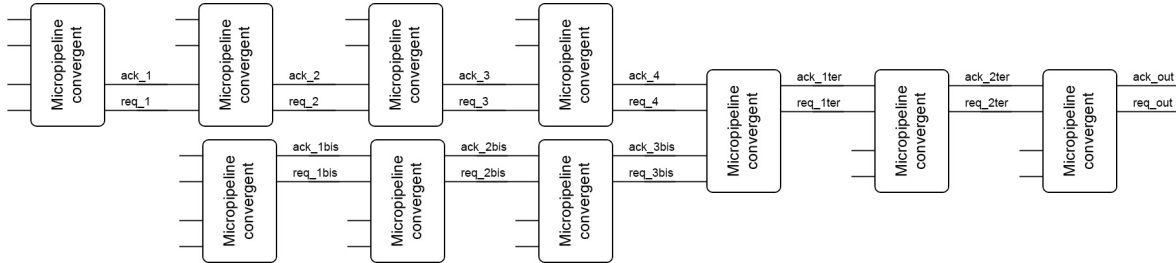 Micropipeline convergent
ack_1
req_1
Micropipeline convergent
ack_2
req_2
Micropipeline convergent
ack_3
req_3
Micropipeline convergent
ack_4
req_4
Micropipeline convergent
ack_1bis
req_1bis
Micropipeline convergent
ack_2bis
req_2bis
Micropipeline convergent
ack_3bis
req_3bis
Micropipeline convergent
ack_1ter
req_1ter
Micropipeline convergent
ack_2ter
req_2ter
Micropipeline convergent
ack_out
req_out